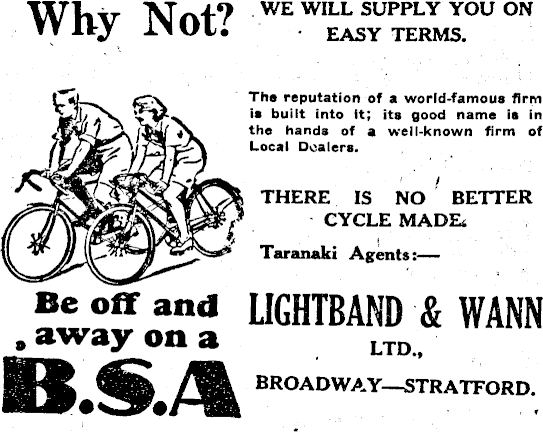 Why Not?
Be off and
away on a
B.S.A
WE WILL SUPPLY YOU ON
EASY TERMS.
The reputation of a world-famous firm
is built into it; its good name is in
the hands of a well-known firm of
Local Dealers.
THERE IS NO BETTER
CYCLE MADE.
Taranaki Agents:—
LIGHTBAND & WANN
LTD.,
BROADWAY—STRATFORD.